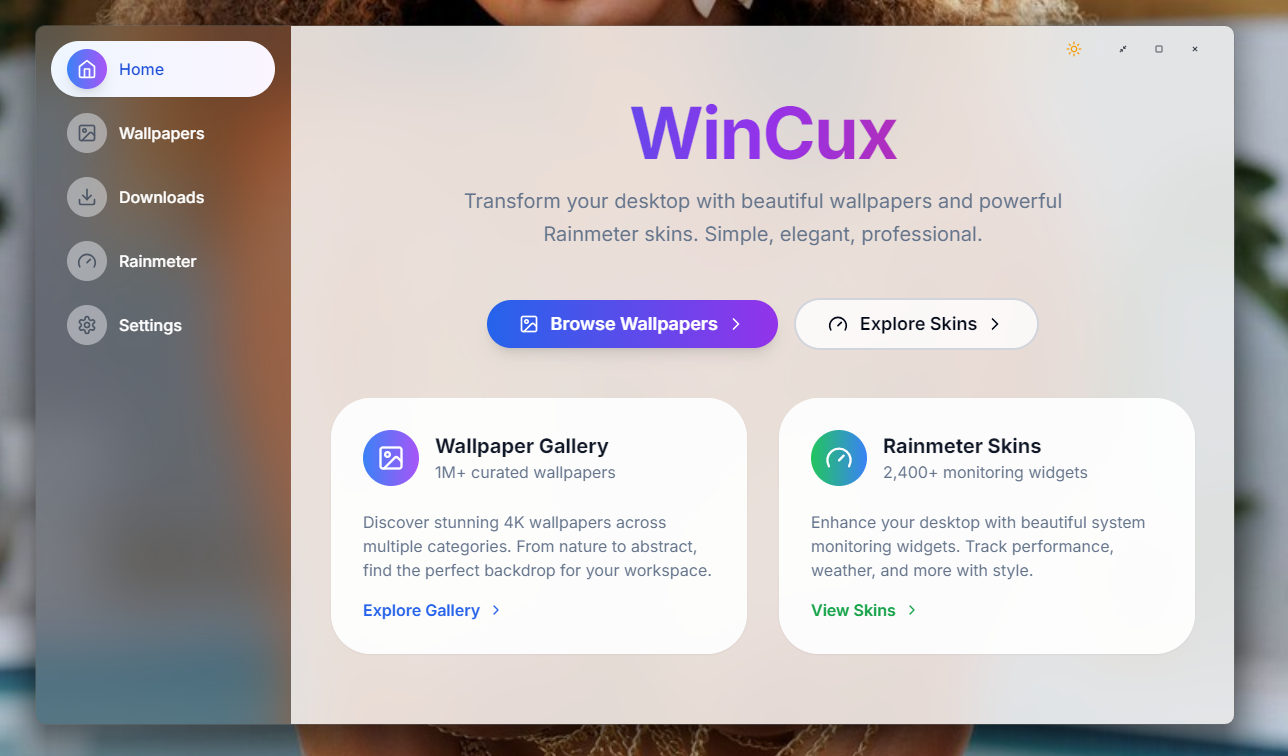 Home
Wallpapers
Downloads
Rainmeter
Settings
WinCux
Transform your desktop with beautiful wallpapers and powerful
Rainmeter skins. Simple, elegant, professional.
Browse Wallpapers
Explore Skins
Wallpaper Gallery
1M+ curated wallpapers
Discover stunning 4K wallpapers across
multiple categories. From nature to abstract,
find the perfect backdrop for your workspace.
Explore Gallery
Rainmeter Skins
2,400+ monitoring widgets
Enhance your desktop with beautiful system
monitoring widgets. Track performance,
weather, and more with style.
View Skins